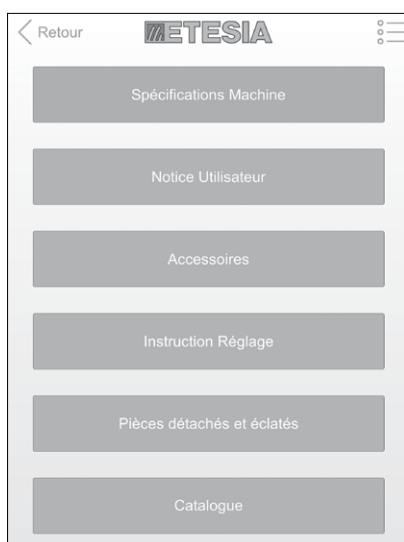 Retour
ETESIA
Spécifications Machine
Notice Utilisateur
Accessoires
Instruction Réglage
Pièces détachés et éclatés
Catalogue